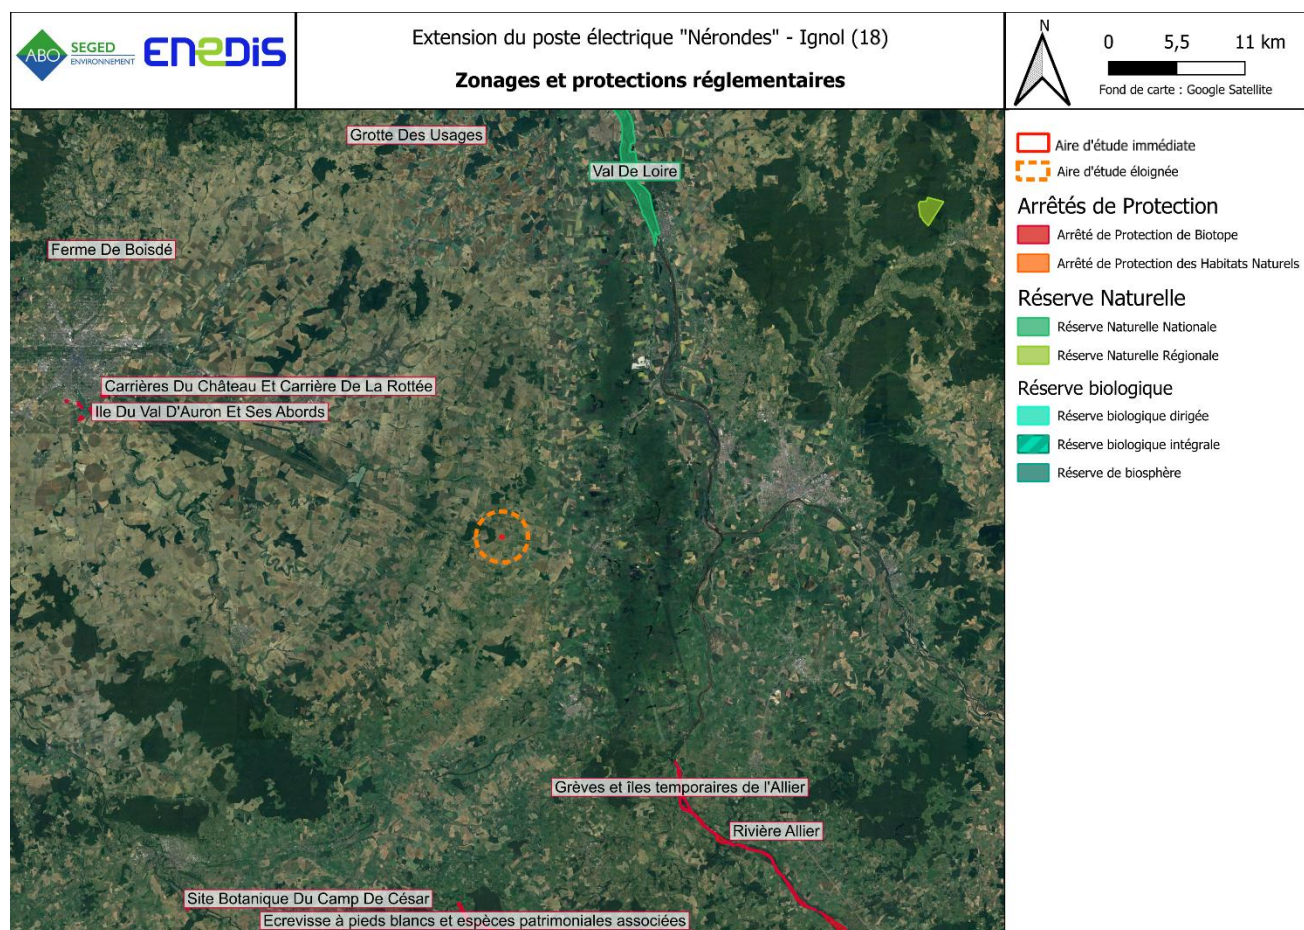 ABO
SEGED
ENVIRONNEMENT
ENEDIS
Extension du poste électrique "Nérondes" - Ignol (18)
Zonages et protections réglementaires
N
0 5,5 11 km
Fond de carte : Google Satellite
Grotte Des Usages
Val De Loire
Ferme De Boisdé
Carrières Du Château Et Carrière De La Rottée
Ile Du Val D'Auron Et Ses Abords
Grèves et îles temporaires de l'Allier
Rivière Allier
Site Botanique Du Camp De César
Ecrevisse à pieds blancs et espèces patrimoniales associées
Aire d'étude immédiate
Aire d'étude éloignée
Arrêtés de Protection
Arrêté de Protection de Biotope
Arrêté de Protection des Habitats Naturels
Réserve Naturelle
Réserve Naturelle Nationale
Réserve Naturelle Régionale
Réserve biologique
Réserve biologique dirigée
Réserve biologique intégrale
Réserve de biosphère